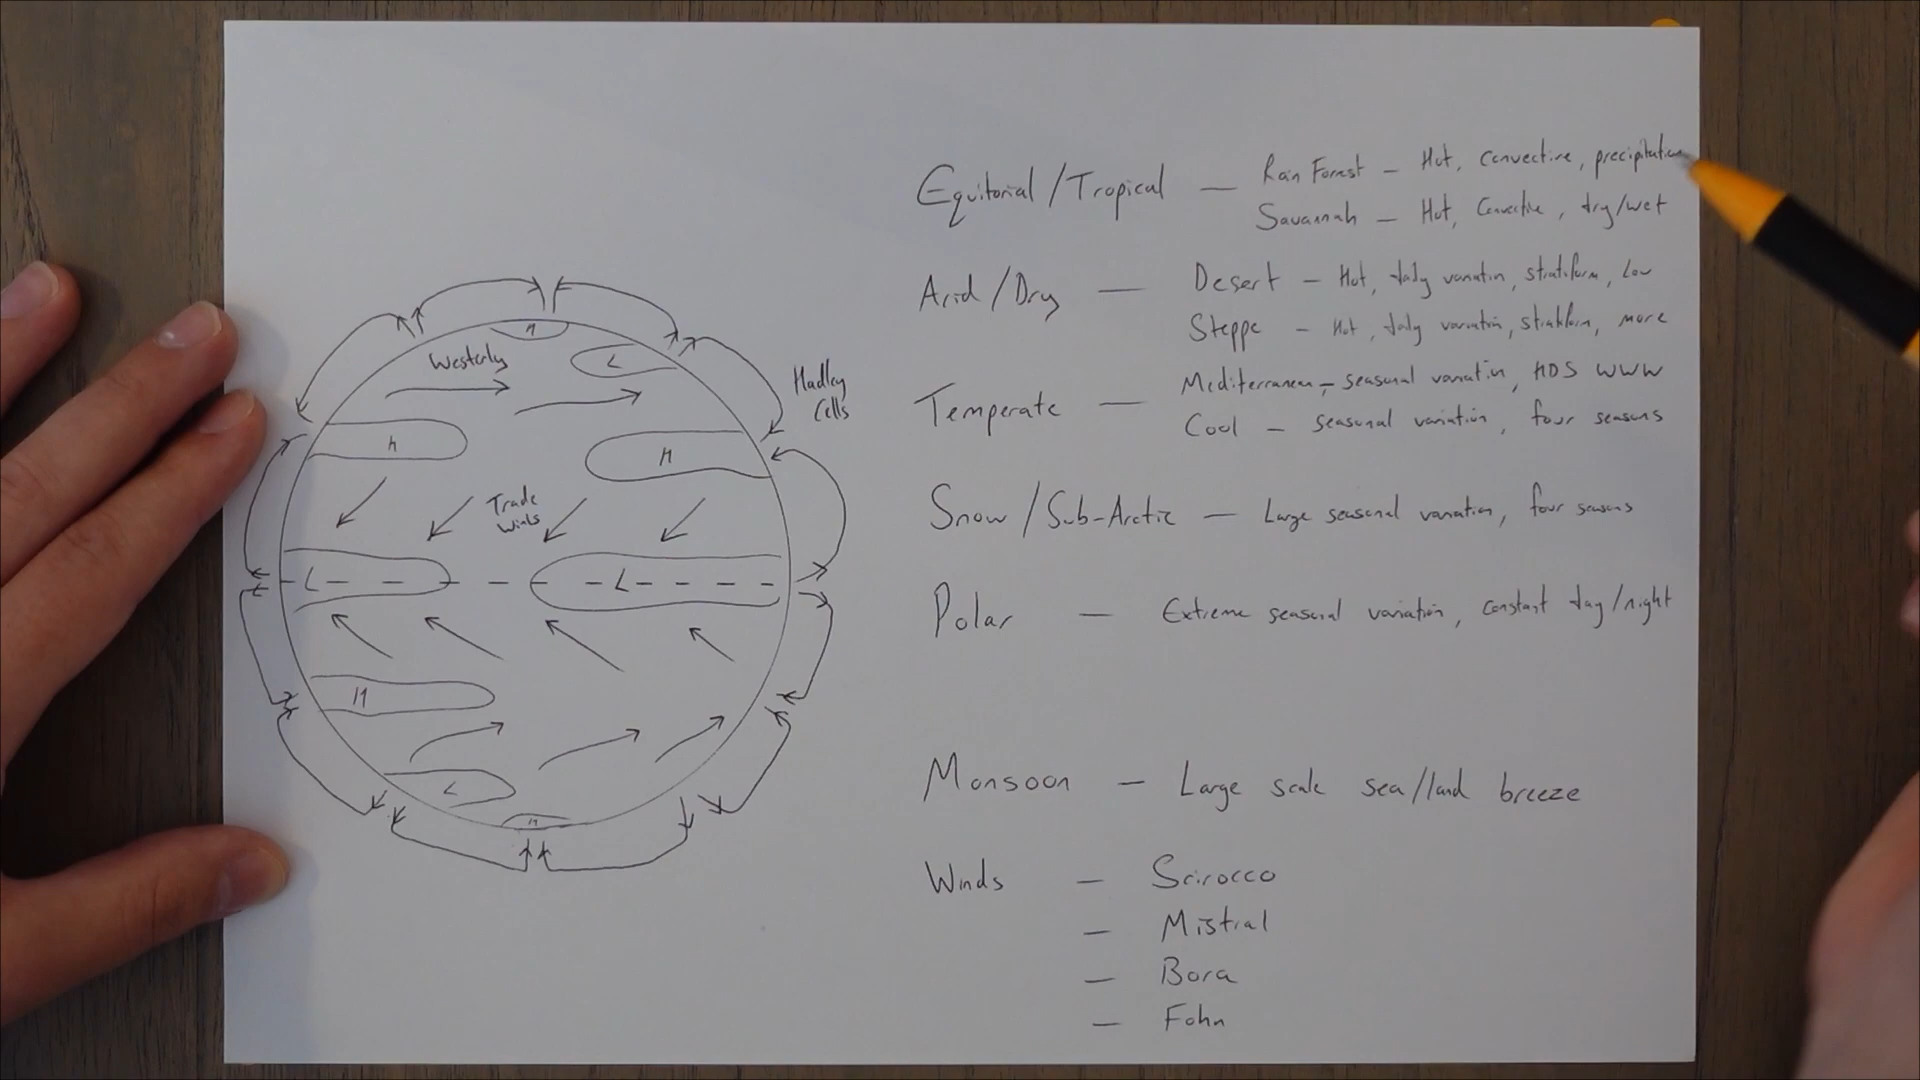 Equitorial/Tropical — Rain Forest — Hot, Convective, precipitation
Savannah — Hot, Convective, dry/wet
Arid/Dry — Desert — Hot, daily variation, stratiform, low
Steppe — Hot, daily variation, stratiform, more
Temperate — Mediterranean — seasonal variation, HDS WWW
Cool — seasonal variation, four seasons
Snow/Sub-Arctic — Large seasonal variation, four seasons
Polar — Extreme seasonal variation, constant day/night
Monsoon — Large scale sea/land breeze
Winds — Scirocco
— Mistral
— Bora
— Fohn
H
Westerly
L
Hadley
Cells
H
H
Trade
Winds
L
L
H
L
H